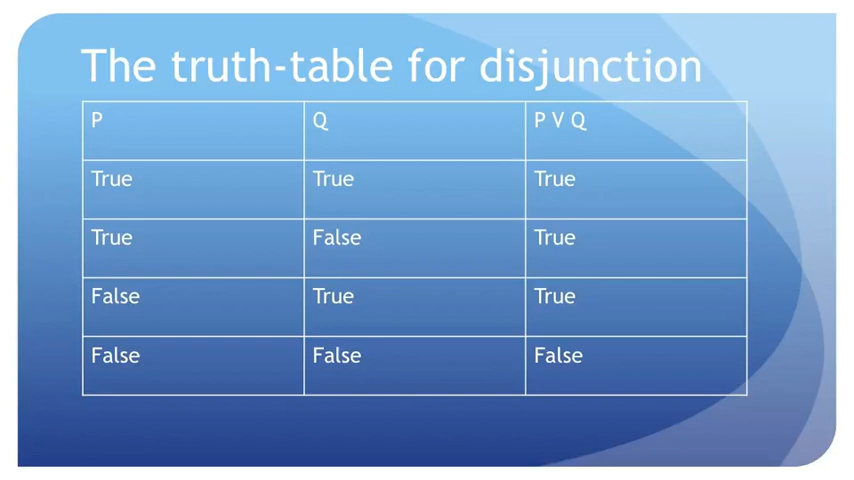 The truth-table for disjunction
P Q P V Q
True True True
True False True
False True True
False False False